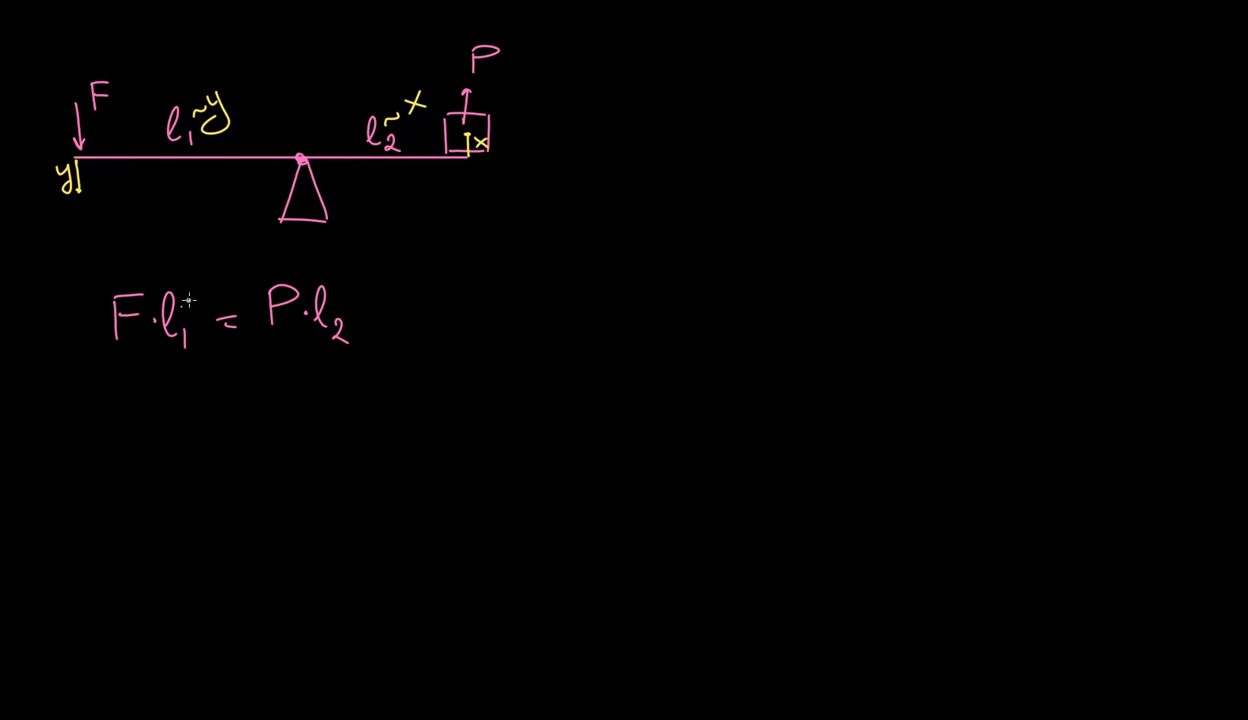 P
F
l₁ ~ y
l₂ ~ x
x
y
F · l₁ = P · l₂